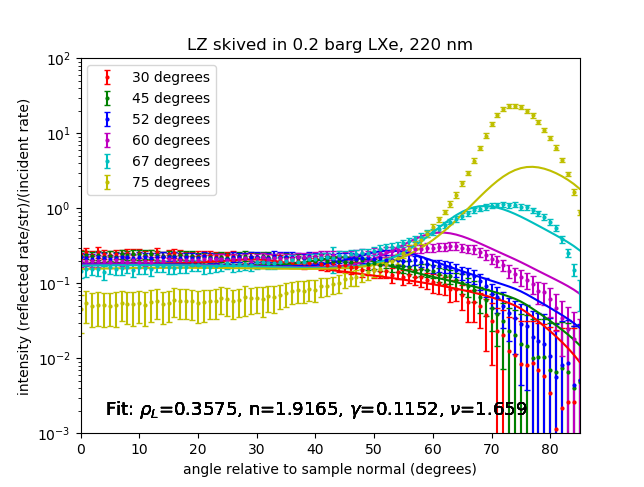 LZ skived in 0.2 barg LXe, 220 nm
10²
30 degrees
45 degrees
52 degrees
60 degrees
67 degrees
75 degrees
10¹
10⁰
10⁻¹
10⁻²
10⁻³
intensity (reflected rate/str)/(incident rate)
Fit: ρ_L=0.3575, n=1.9165, γ=0.1152, ν=1.659
0 10 20 30 40 50 60 70 80
angle relative to sample normal (degrees)